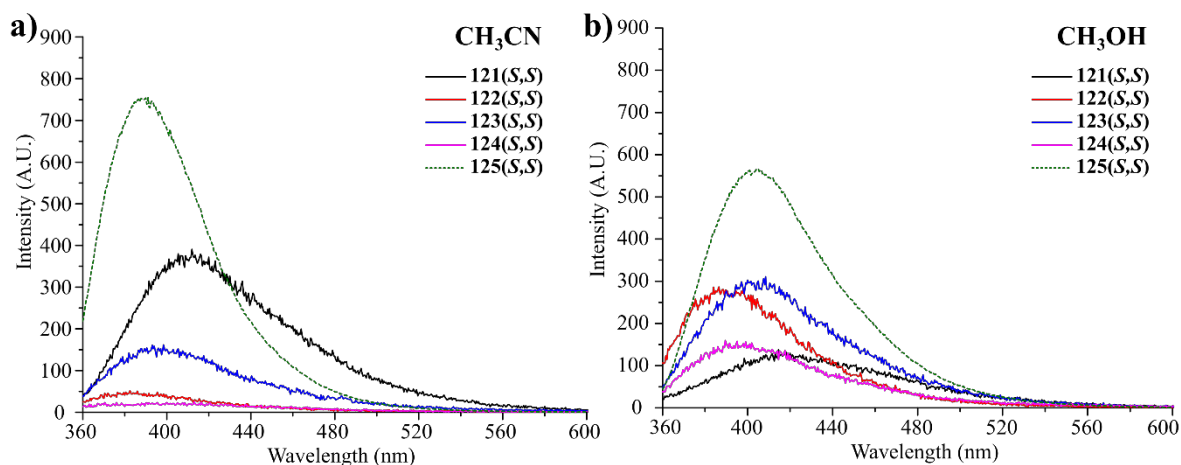 a)
CH3CN
121(S,S)
122(S,S)
123(S,S)
124(S,S)
125(S,S)
Intensity (A.U.)
900
800
700
600
500
400
300
200
100
0
360 400 440 480 520 560 600
Wavelength (nm)
b)
CH3OH
121(S,S)
122(S,S)
123(S,S)
124(S,S)
125(S,S)
Intensity (A.U.)
900
800
700
600
500
400
300
200
100
0
360 400 440 480 520 560 600
Wavelength (nm)